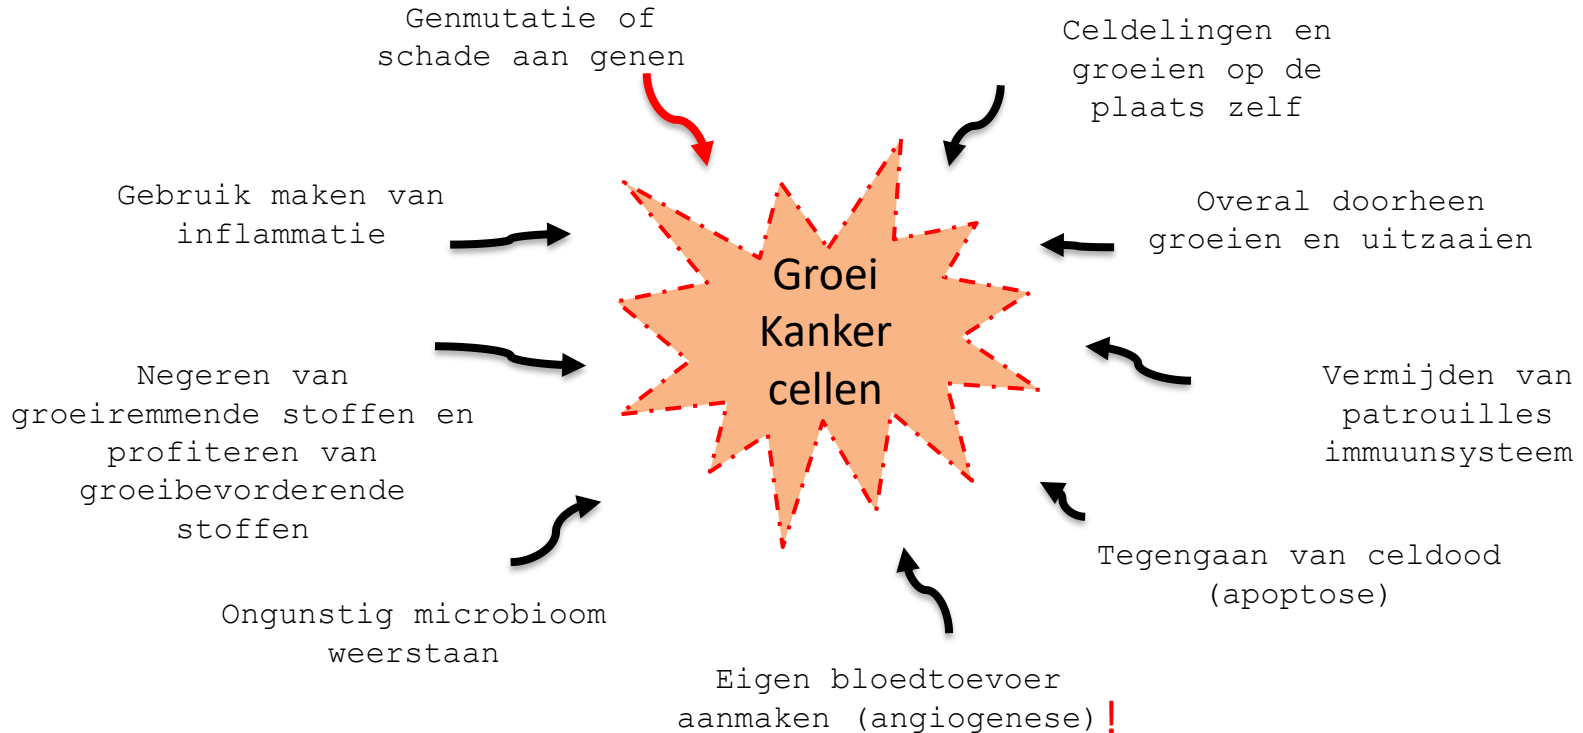 Genmutatie of
schade aan genen
Celdelingen en
groeien op de
plaats zelf
Gebruik maken van
inflammatie
Overal doorheen
groeien en uitzaaien
Groei
Kanker
cellen
Negeren van
groeiremmende stoffen en
profiteren van
groeibevorderende
stoffen
Vermijden van
patrouilles
immuunsysteem
Tegengaan van celdood
(apoptose)
Ongunstig microbioom
weerstaan
Eigen bloedtoevoer
aanmaken (angiogenese)!